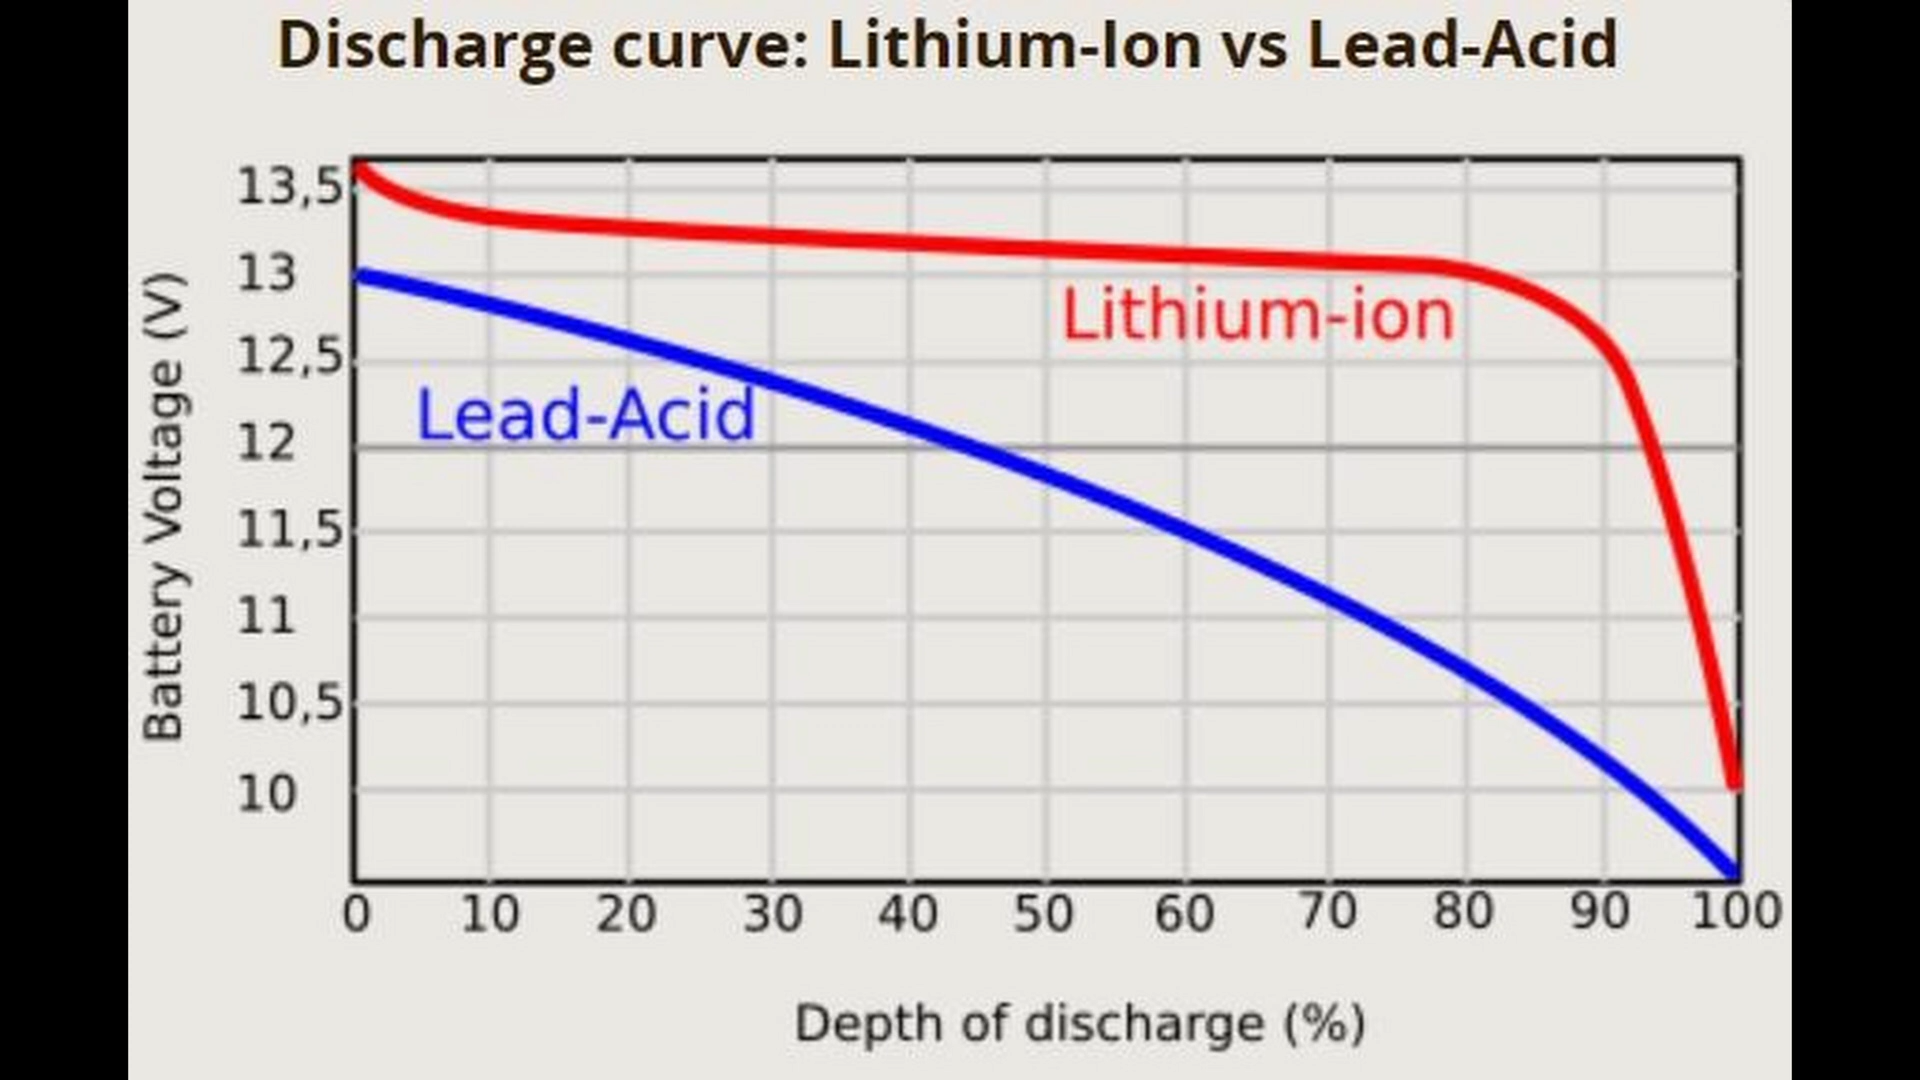 Discharge curve: Lithium-Ion vs Lead-Acid
13,5
13
12,5
12
11,5
11
10,5
10
Battery Voltage (V)
Lithium-ion
Lead-Acid
0 10 20 30 40 50 60 70 80 90 100
Depth of discharge (%)